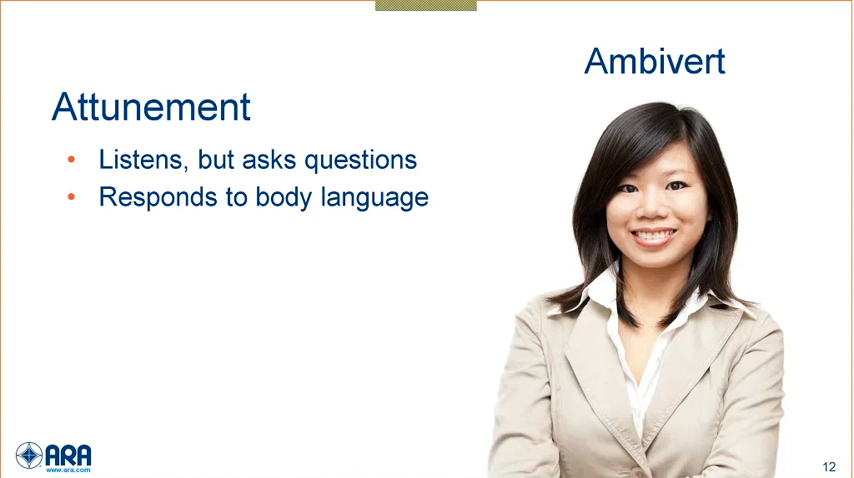 Ambivert
Attunement
• Listens, but asks questions
• Responds to body language
ARA
www.ara.com
12